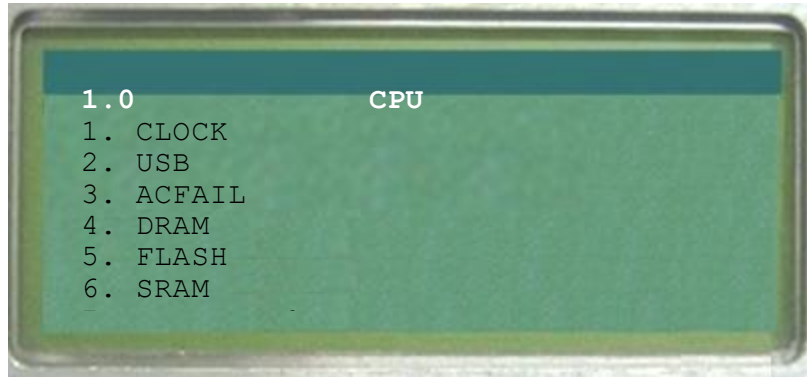 1.0 CPU
1. CLOCK
2. USB
3. ACFAIL
4. DRAM
5. FLASH
6. SRAM